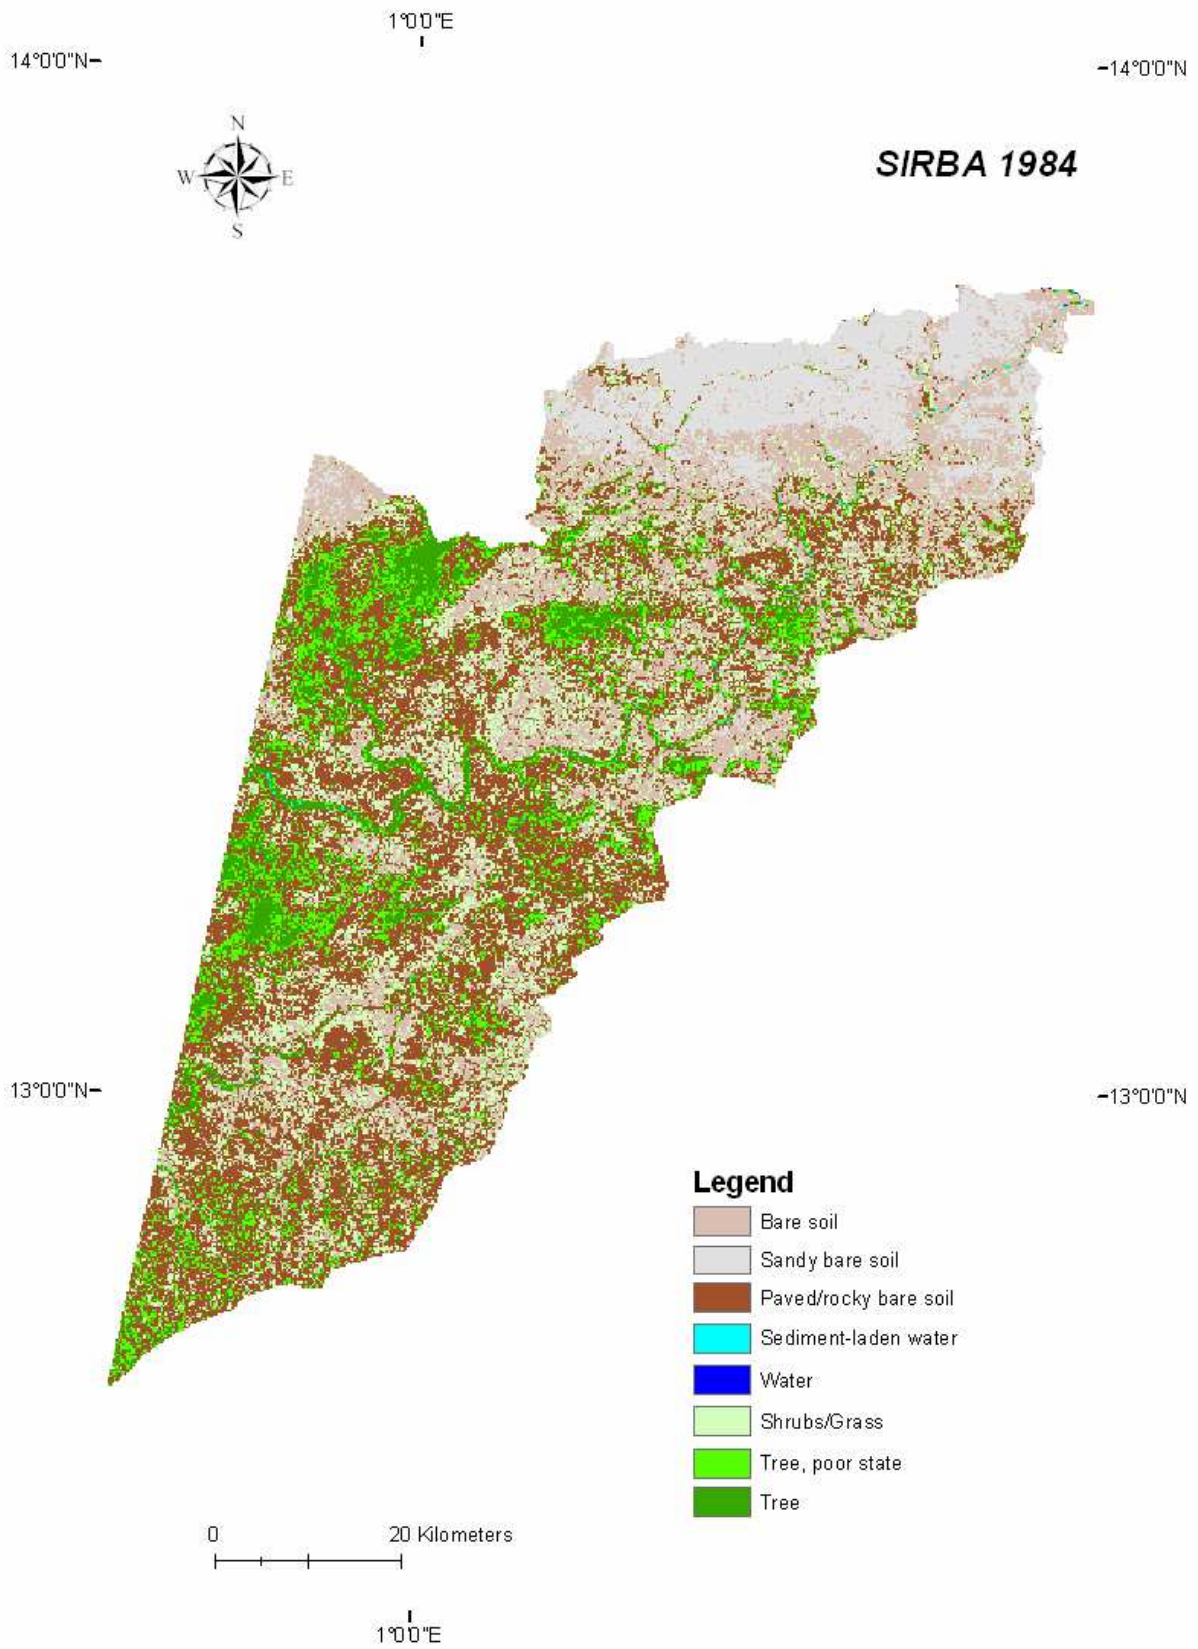 1°0'0"E
14°0'0"N
14°0'0"N
N
W E
S
SIRBA 1984
13°0'0"N
13°0'0"N
Legend
Bare soil
Sandy bare soil
Paved/rocky bare soil
Sediment-laden water
Water
Shrubs/Grass
Tree, poor state
Tree
0 20 Kilometers
1°0'0"E